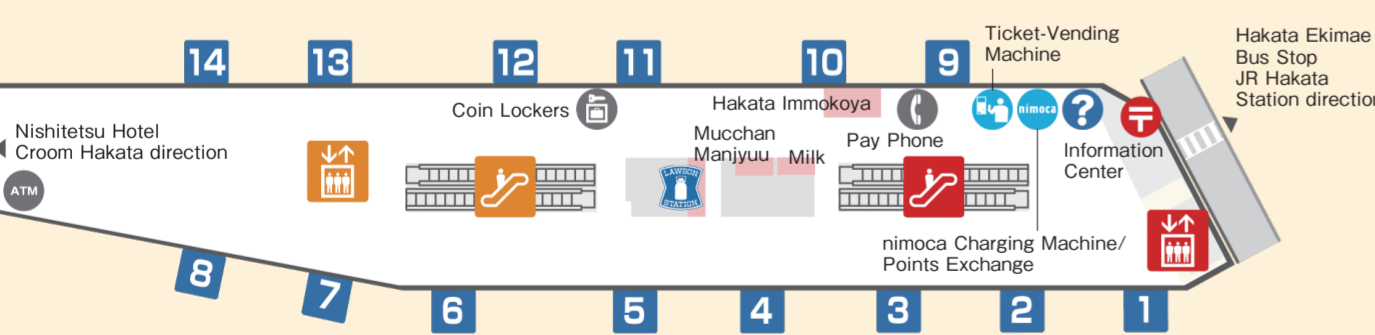 14
13
12
11
10
9
Ticket-Vending
Machine
Hakata Ekimae
Bus Stop
JR Hakata
Station direction
Coin Lockers
Hakata Immokoya
nimoca
?
〒
Nishitetsu Hotel
Croom Hakata direction
Mucchan
Manjyuu
Milk
Pay Phone
Information
Center
ATM
LAWSON
STATION
nimoca Charging Machine/
Points Exchange
8
7
6
5
4
3
2
1